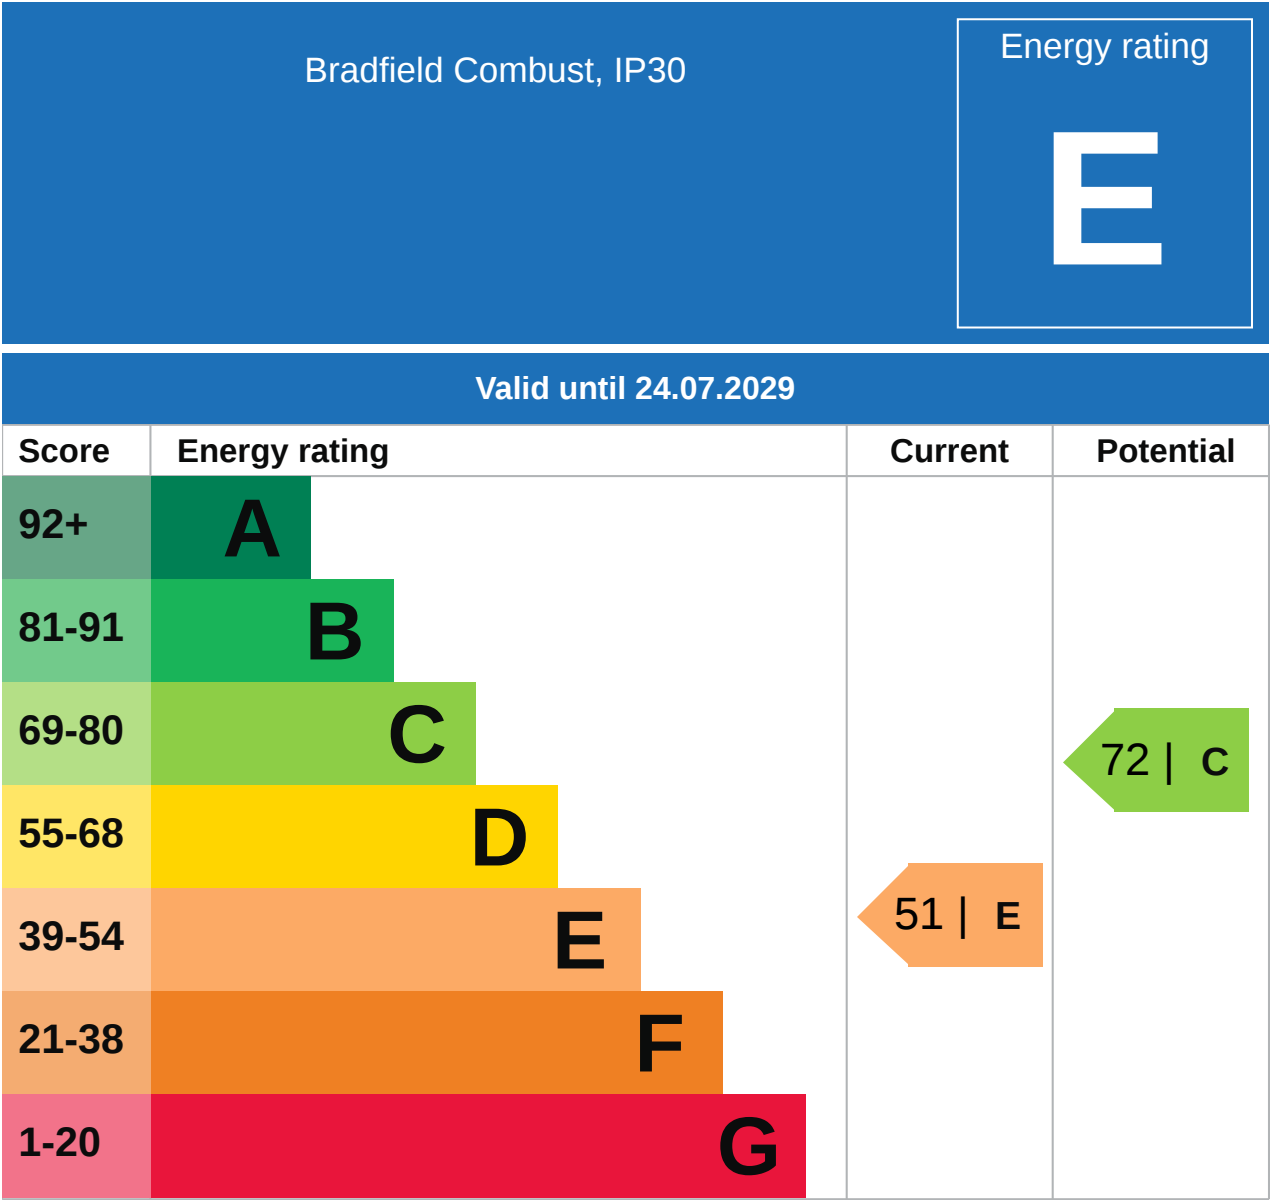 Bradfield Combust, IP30
Energy rating
E
Valid until 24.07.2029
Score Energy rating Current Potential
92+ A
81-91 B
69-80 C
72 | C
55-68 D
39-54 E
51 | E
21-38 F
1-20 G